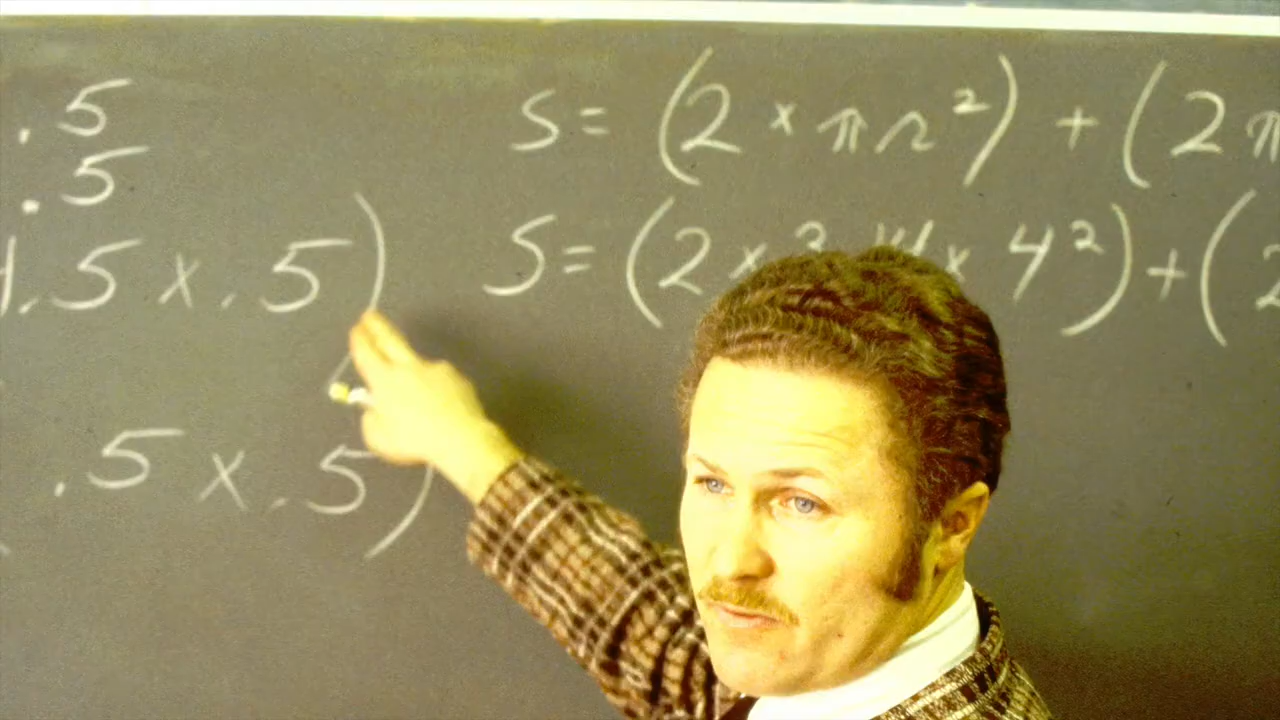 .5
.5
.5 x .5)
.5 x .5)
S = (2 x πr²) + (2π
S = (2 x 3.14 x 4²) + (2